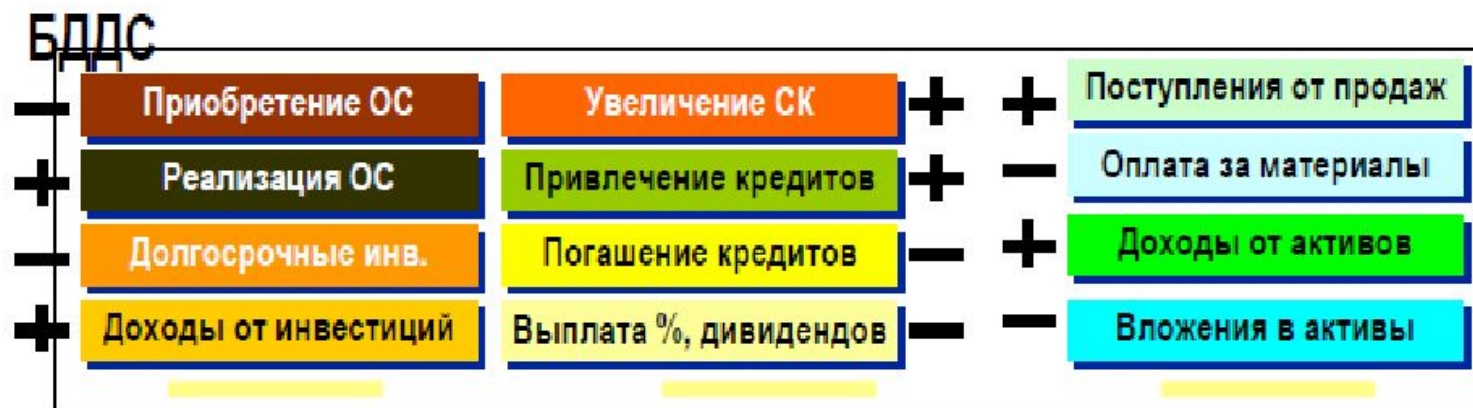 БДДС
– Приобретение ОС
+ Реализация ОС
– Долгосрочные инв.
+ Доходы от инвестиций
Увеличение СК +
Привлечение кредитов +
Погашение кредитов –
Выплата %, дивидендов –
+ Поступления от продаж
– Оплата за материалы
+ Доходы от активов
– Вложения в активы